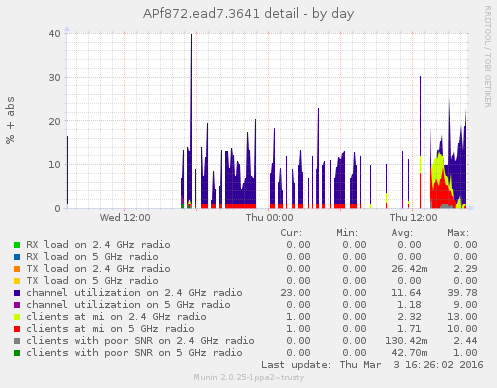 APf872.ead7.3641 detail - by day
RRDTOOL / TOBI OETIKER
% + abs
40
30
20
10
0
Wed 12:00 Thu 00:00 Thu 12:00
Cur: Min: Avg: Max:
RX load on 2.4 GHz radio 0.00 0.00 0.00 0.00
RX load on 5 GHz radio 0.00 0.00 0.00 0.00
TX load on 2.4 GHz radio 0.00 0.00 26.42m 2.29
TX load on 5 GHz radio 0.00 0.00 0.00 0.00
channel utilization on 2.4 GHz radio 23.00 0.00 11.64 39.78
channel utilization on 5 GHz radio 0.00 0.00 1.18 9.00
clients at mi on 2.4 GHz radio 1.00 0.00 2.32 13.00
clients at mi on 5 GHz radio 1.00 0.00 1.71 10.00
clients with poor SNR on 2.4 GHz radio 0.00 0.00 130.42m 2.44
clients with poor SNR on 5 GHz radio 0.00 0.00 42.70m 1.00
Last update: Thu Mar 3 16:26:02 2016
Munin 2.0.25-1ppa2~trusty